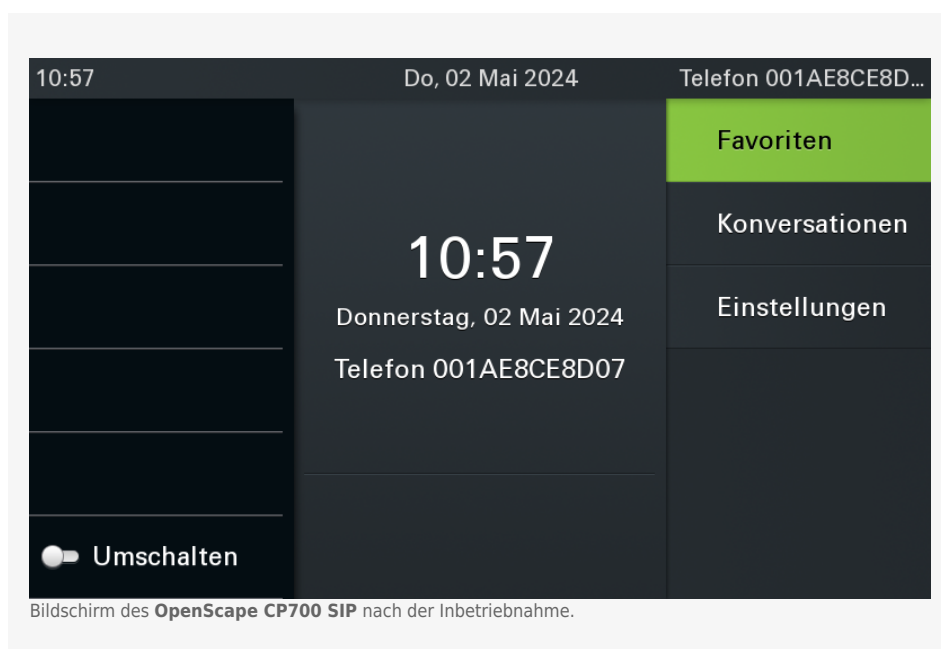 10:57 Do, 02 Mai 2024 Telefon 001AE8CE8D...
Favoriten
Konversationen
10:57
Einstellungen
Donnerstag, 02 Mai 2024
Telefon 001AE8CE8D07
Umschalten
Bildschirm des OpenScape CP700 SIP nach der Inbetriebnahme.